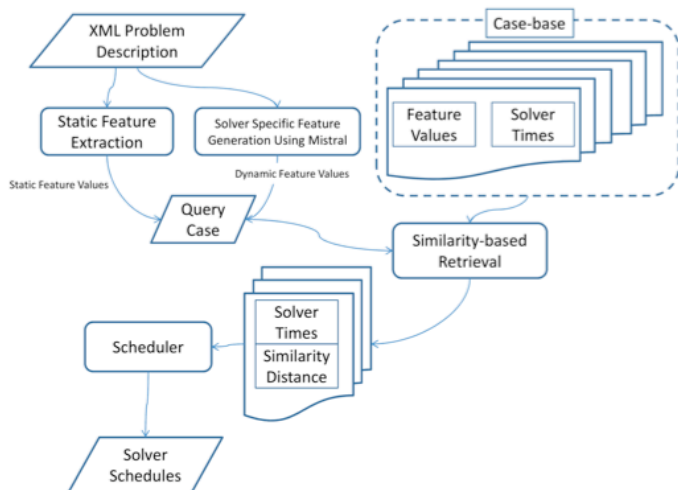 XML Problem
Description
Case-base
Static Feature
Extraction
Solver Specific Feature
Generation Using Mistral
Feature
Values
Solver
Times
Static Feature Values
Dynamic Feature Values
Query
Case
Similarity-based
Retrieval
Solver
Times
Similarity
Distance
Scheduler
Solver
Schedules